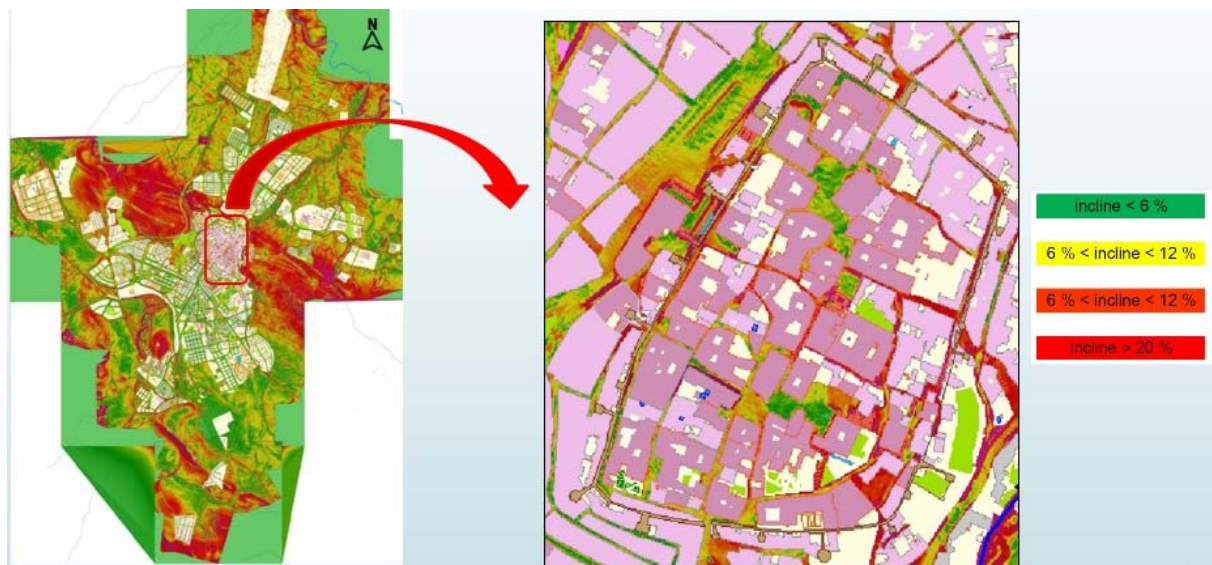 N
incline < 6 %
6 % < incline < 12 %
6 % < incline < 12 %
incline > 20 %